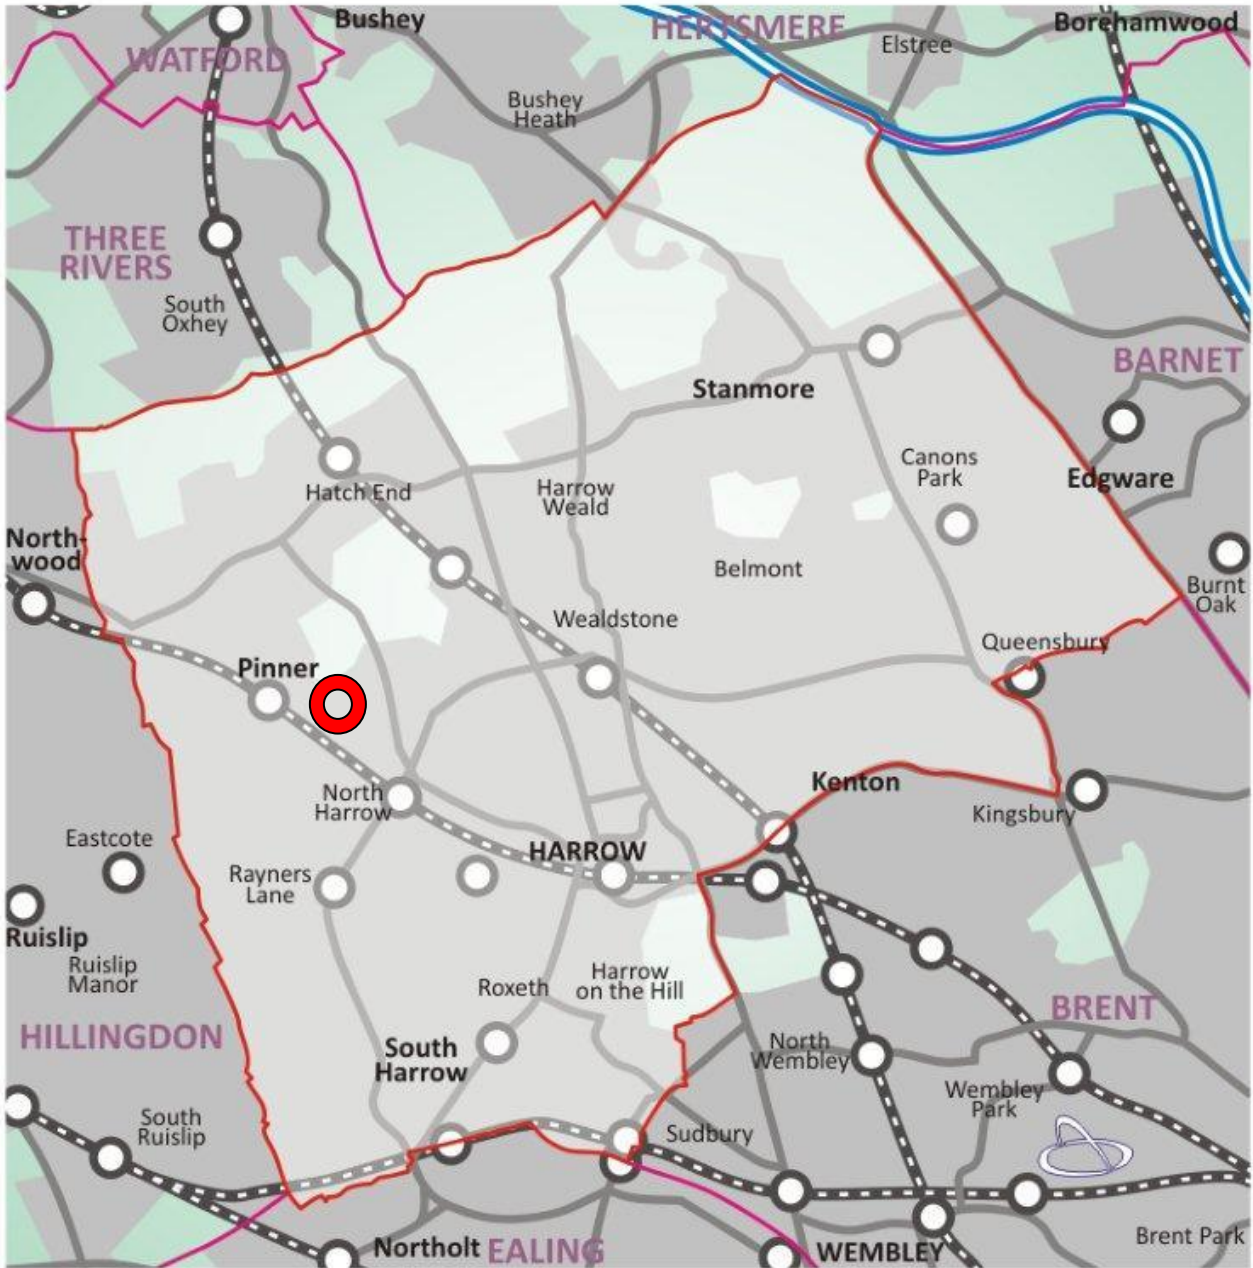 Bushey
HERTSMERE
Borehamwood
WATFORD
Elstree
Bushey
Heath
THREE
RIVERS
South
Oxhey
BARNET
Stanmore
Canons
Park
Edgware
Hatch End
Harrow
Weald
North-
wood
Belmont
Burnt
Oak
Wealdstone
Queensbury
Pinner
Kenton
North
Harrow
Kingsbury
Eastcote
HARROW
Rayners
Lane
Ruislip
Ruislip
Manor
Roxeth
Harrow
on the Hill
BRENT
HILLINGDON
South
Harrow
North
Wembley
Wembley
Park
South
Ruislip
Sudbury
Brent Park
Northolt
EALING
WEMBLEY